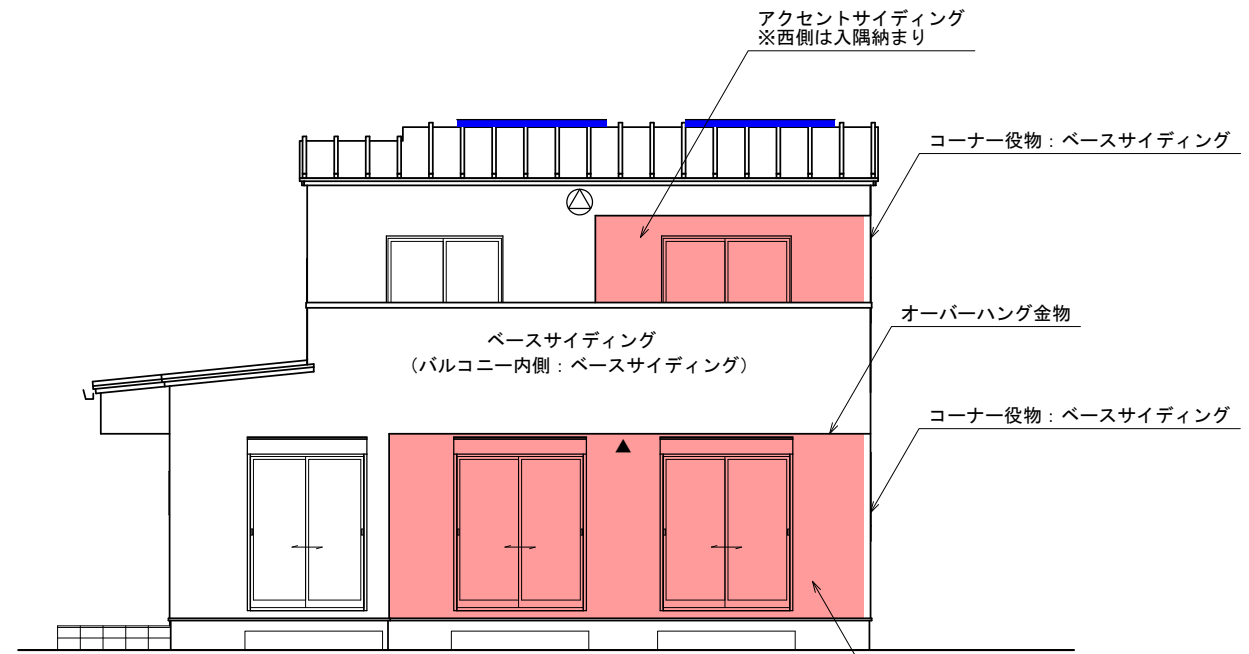 アクセントサイディング
※西側は入隅納まり
コーナー役物：ベースサイディング
オーバーハング金物
ベースサイディング
（バルコニー内側：ベースサイディング）
コーナー役物：ベースサイディング